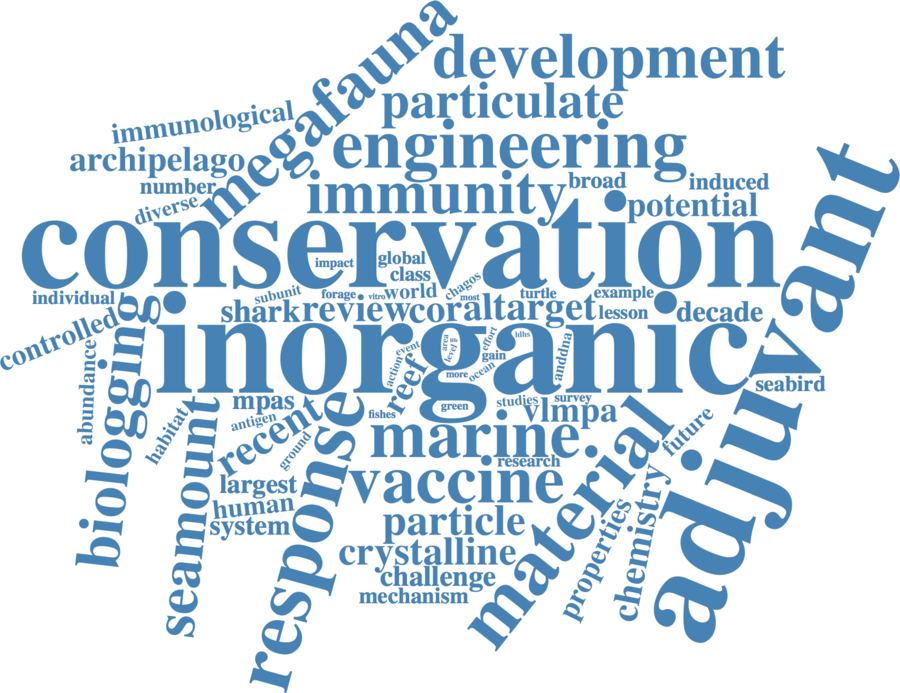 development
particulate
megafauna
immunological
engineering
archipelago
immunity
broad
induced
number
potential
diverse
adjuvant
conservation
impact
global
class
individual
subunit
forage
vitro
world
chagos
most
turtle
example
shark
review
coral
target
lesson
decade
controlled
biologging
inorganic
area
level
effort
ldhs
anddna
event
action
gain
more
ocean
reef
seabird
abundance
mpas
fishes
green
studies
survey
vlmpa
habitat
antigen
recent
ground
seamount
response
marine
research
material
future
largest
vaccine
human
system
particle
properties
chemistry
crystalline
challenge
mechanism